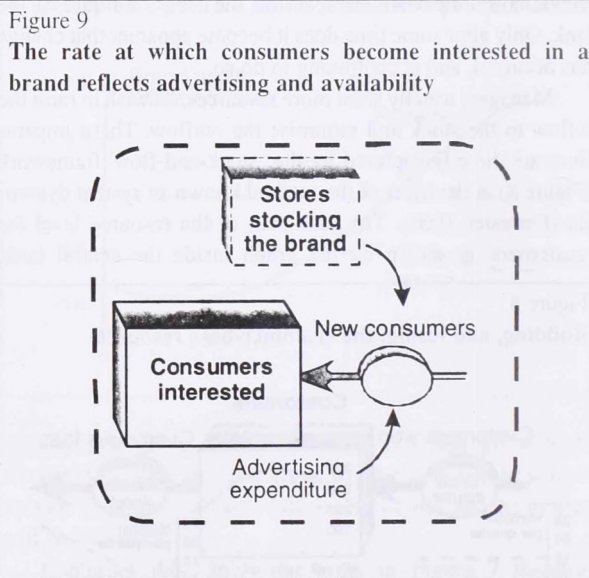 Figure 9
The rate at which consumers become interested in a
brand reflects advertising and availability
Stores
stocking
the brand
New consumers
Consumers
interested
Advertising
expenditure